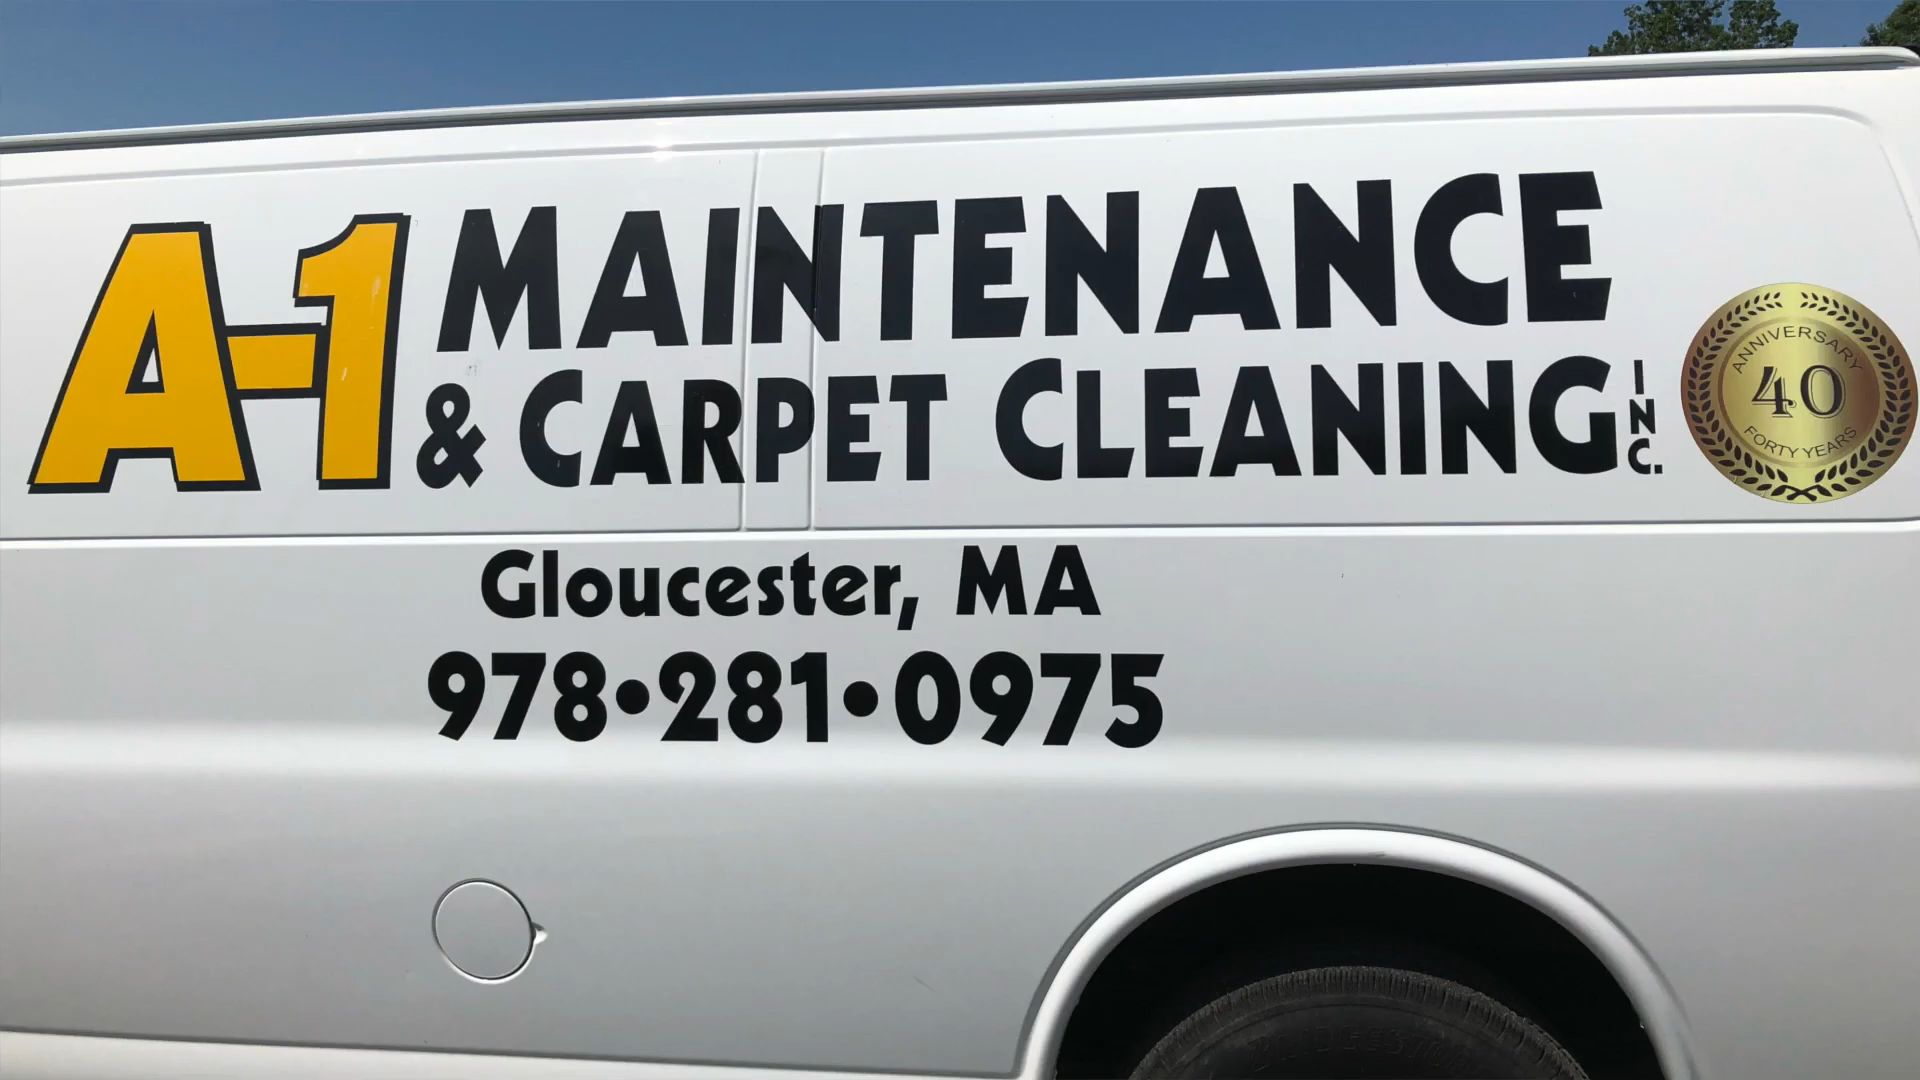 A-1 MAINTENANCE
& CARPET CLEANING INC.
ANNIVERSARY
40
FORTY YEARS
Gloucester, MA
978•281•0975